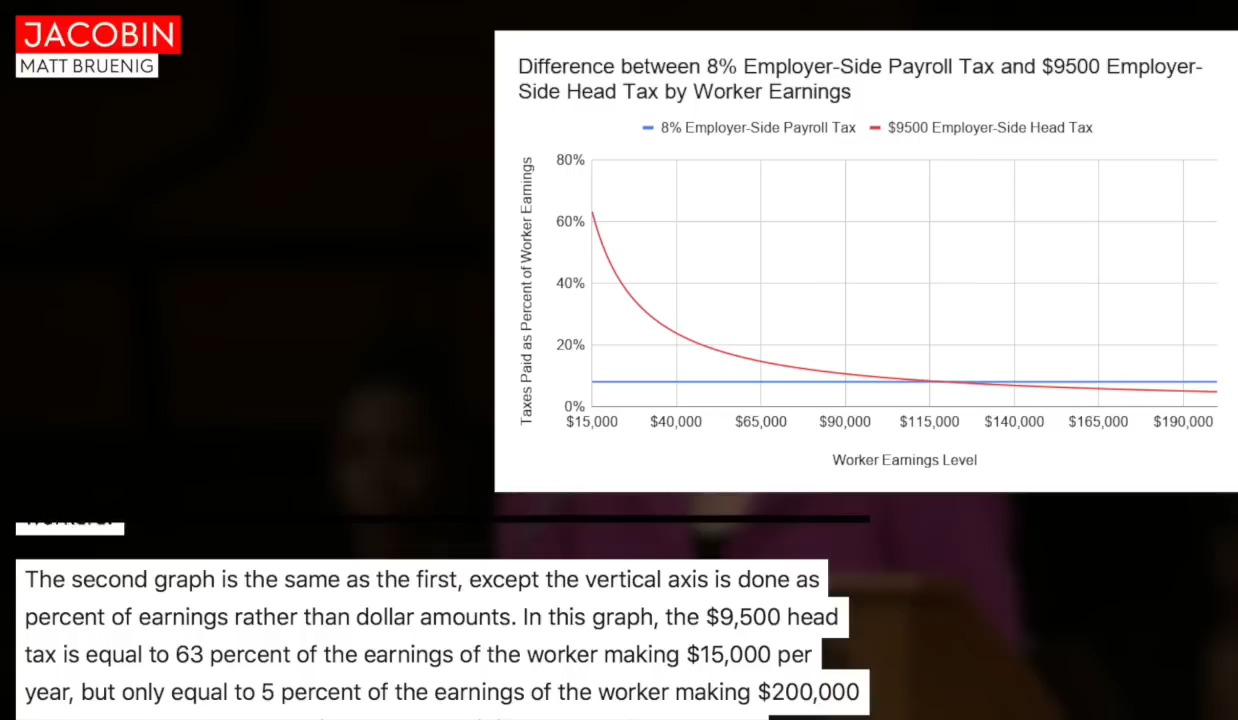 JACOBIN
MATT BRUENIG
Difference between 8% Employer-Side Payroll Tax and $9500 Employer-
Side Head Tax by Worker Earnings
8% Employer-Side Payroll Tax $9500 Employer-Side Head Tax
Taxes Paid as Percent of Worker Earnings
80%
60%
40%
20%
0%
$15,000 $40,000 $65,000 $90,000 $115,000 $140,000 $165,000 $190,000
Worker Earnings Level
The second graph is the same as the first, except the vertical axis is done as
percent of earnings rather than dollar amounts. In this graph, the $9,500 head
tax is equal to 63 percent of the earnings of the worker making $15,000 per
year, but only equal to 5 percent of the earnings of the worker making $200,000